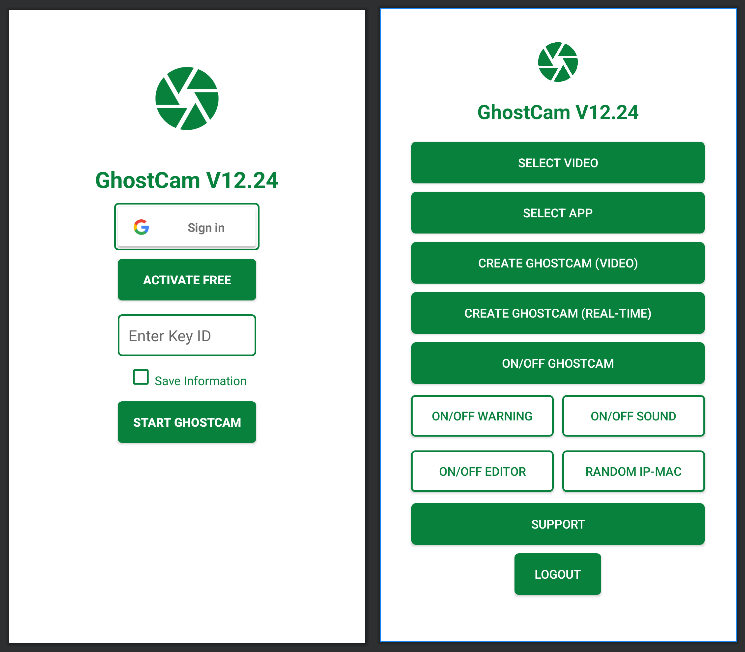 GhostCam V12.24
Sign in
ACTIVATE FREE
Enter Key ID
Save Information
START GHOSTCAM
GhostCam V12.24
SELECT VIDEO
SELECT APP
CREATE GHOSTCAM (VIDEO)
CREATE GHOSTCAM (REAL-TIME)
ON/OFF GHOSTCAM
ON/OFF WARNING
ON/OFF SOUND
ON/OFF EDITOR
RANDOM IP-MAC
SUPPORT
LOGOUT